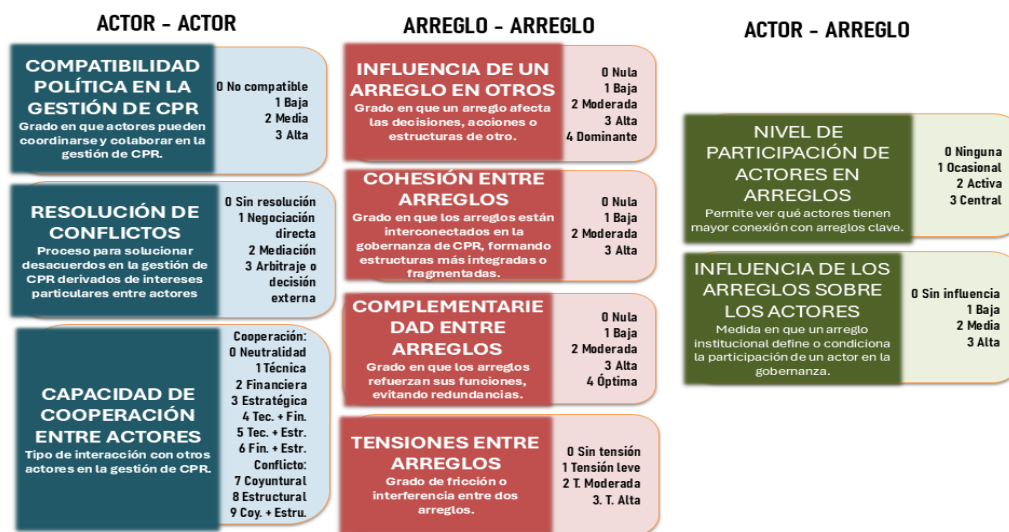 ACTOR - ACTOR
COMPATIBILIDAD
POLÍTICA EN LA
GESTIÓN DE CPR
Grado en que actores pueden
coordinarse y colaborar en la
gestión de CPR.
0 No compatible
1 Baja
2 Media
3 Alta
RESOLUCIÓN DE
CONFLICTOS
Proceso para solucionar
desacuerdos en la gestión de
CPR derivados de intereses
particulares entre actores
0 Sin resolución
1 Negociación
directa
2 Mediación
3 Arbitraje o
decisión
externa
CAPACIDAD DE
COOPERACIÓN
ENTRE ACTORES
Tipo de interacción con otros
actores en la gestión de CPR.
Cooperación:
0 Neutralidad
1 Técnica
2 Financiera
3 Estratégica
4 Tec. + Fin.
5 Tec. + Estr.
6 Fin. + Estr.
Conflicto:
7 Coyuntural
8 Estructural
9 Coy. + Estru.
ARREGLO - ARREGLO
INFLUENCIA DE UN
ARREGLO EN OTROS
Grado en que un arreglo afecta
las decisiones, acciones o
estructuras de otro.
0 Nula
1 Baja
2 Moderada
3 Alta
4 Dominante
COHESIÓN ENTRE
ARREGLOS
Grado en que los arreglos están
interconectados en la
gobernanza de CPR, formando
estructuras más integradas o
fragmentadas.
0 Nula
1 Baja
2 Moderada
3 Alta
COMPLEMENTARIE
DAD ENTRE
ARREGLOS
Grado en que los arreglos
refuerzan sus funciones,
evitando redundancias.
0 Nula
1 Baja
2 Moderada
3 Alta
4 Óptima
TENSIONES ENTRE
ARREGLOS
Grado de fricción o
interferencia entre dos
arreglos.
0 Sin tensión
1 Tensión leve
2 T. Moderada
3. T. Alta
ACTOR - ARREGLO
NIVEL DE
PARTICIPACIÓN DE
ACTORES EN
ARREGLOS
Permite ver qué actores tienen
mayor conexión con arreglos clave.
0 Ninguna
1 Ocasional
2 Activa
3 Central
INFLUENCIA DE LOS
ARREGLOS SOBRE
LOS ACTORES
Medida en que un arreglo
institucional define o condiciona
la participación de un actor en la
gobernanza.
0 Sin influencia
1 Baja
2 Media
3 Alta